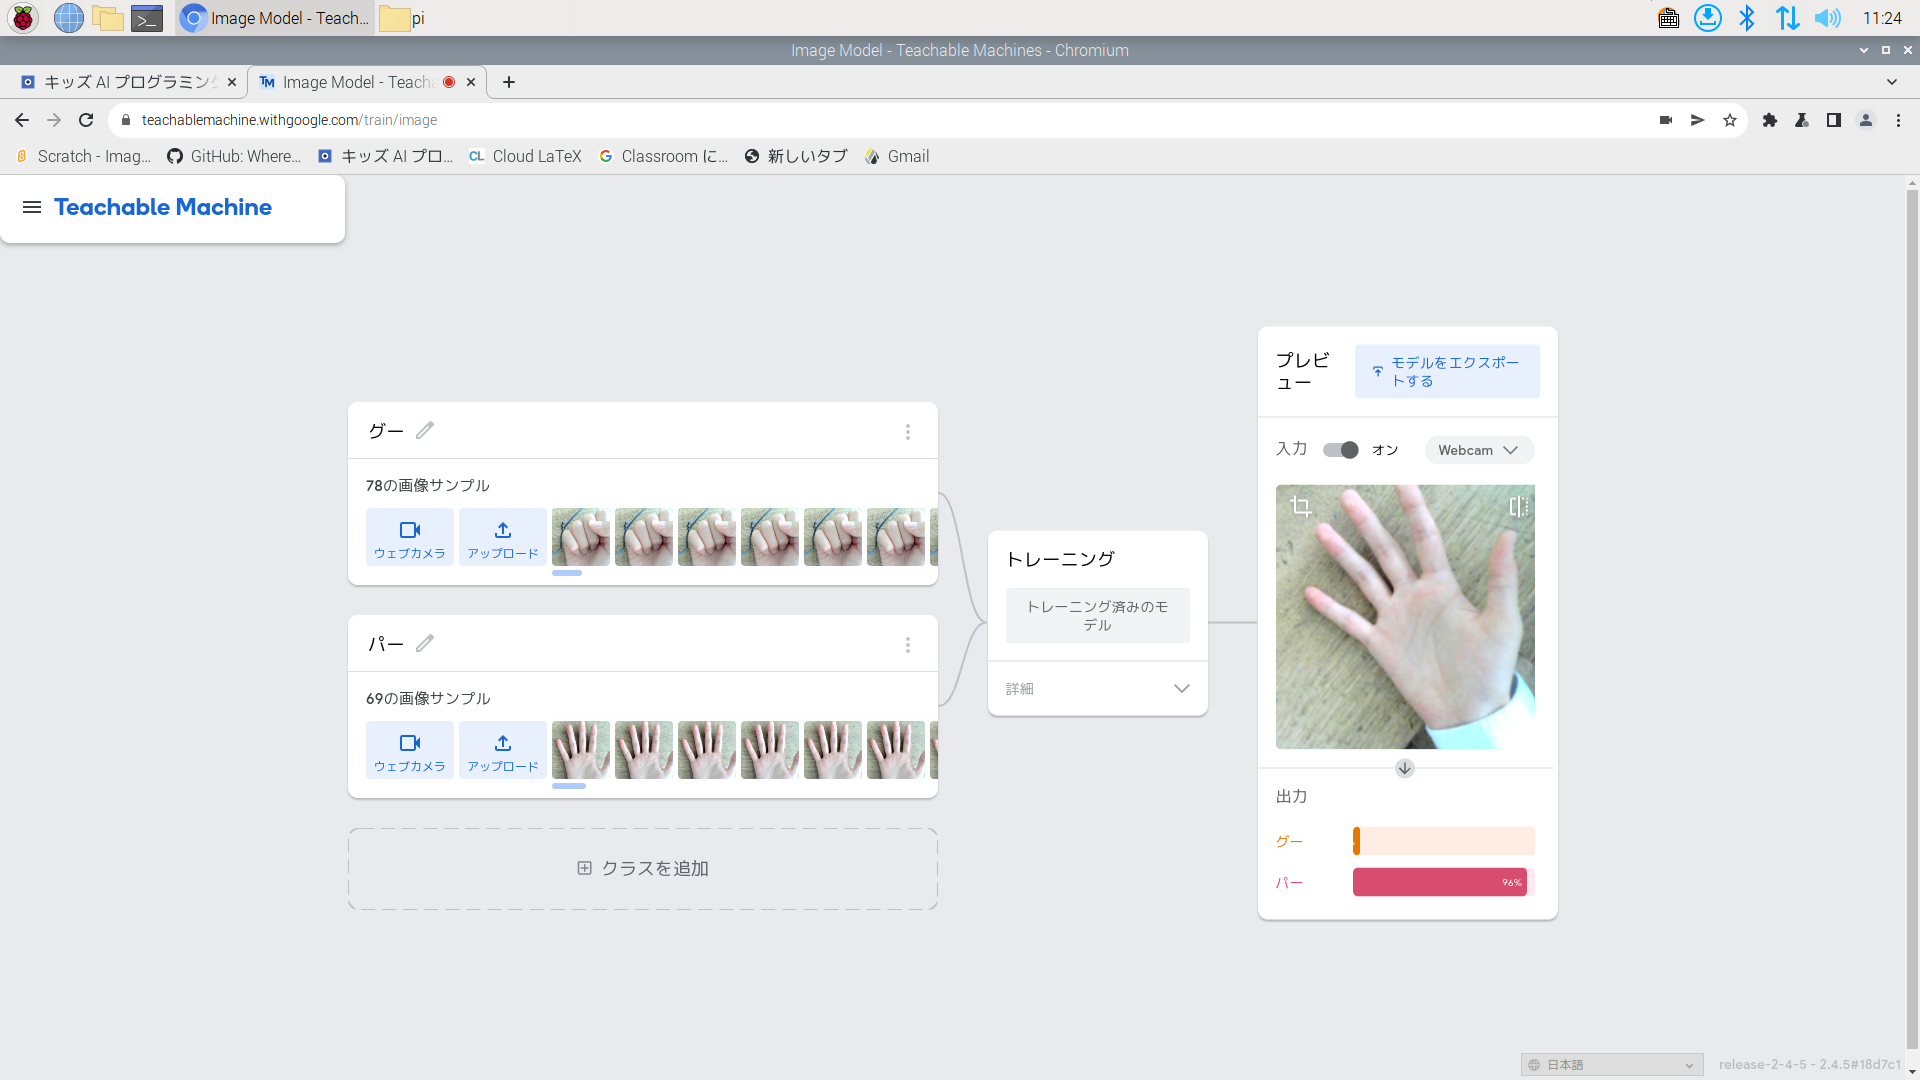 Image Model - Teach...
pi
11:24
Image Model - Teachable Machines - Chromium
キッズ AI プログラミング
TM Image Model - Teacha
teachablemachine.withgoogle.com/train/image
Scratch - Imag...
GitHub: Where...
キッズ AI プロ...
CL Cloud LaTeX
G Classroom に...
新しいタブ
Gmail
Teachable Machine
グー
78の画像サンプル
ウェブカメラ
アップロード
パー
69の画像サンプル
ウェブカメラ
アップロード
クラスを追加
トレーニング
トレーニング済みのモ
デル
詳細
プレビ
ュー
モデルをエクスポー
トする
入力
オン
Webcam
出力
グー
パー
96%
日本語
release-2-4-5 - 2.4.5#18d7c1